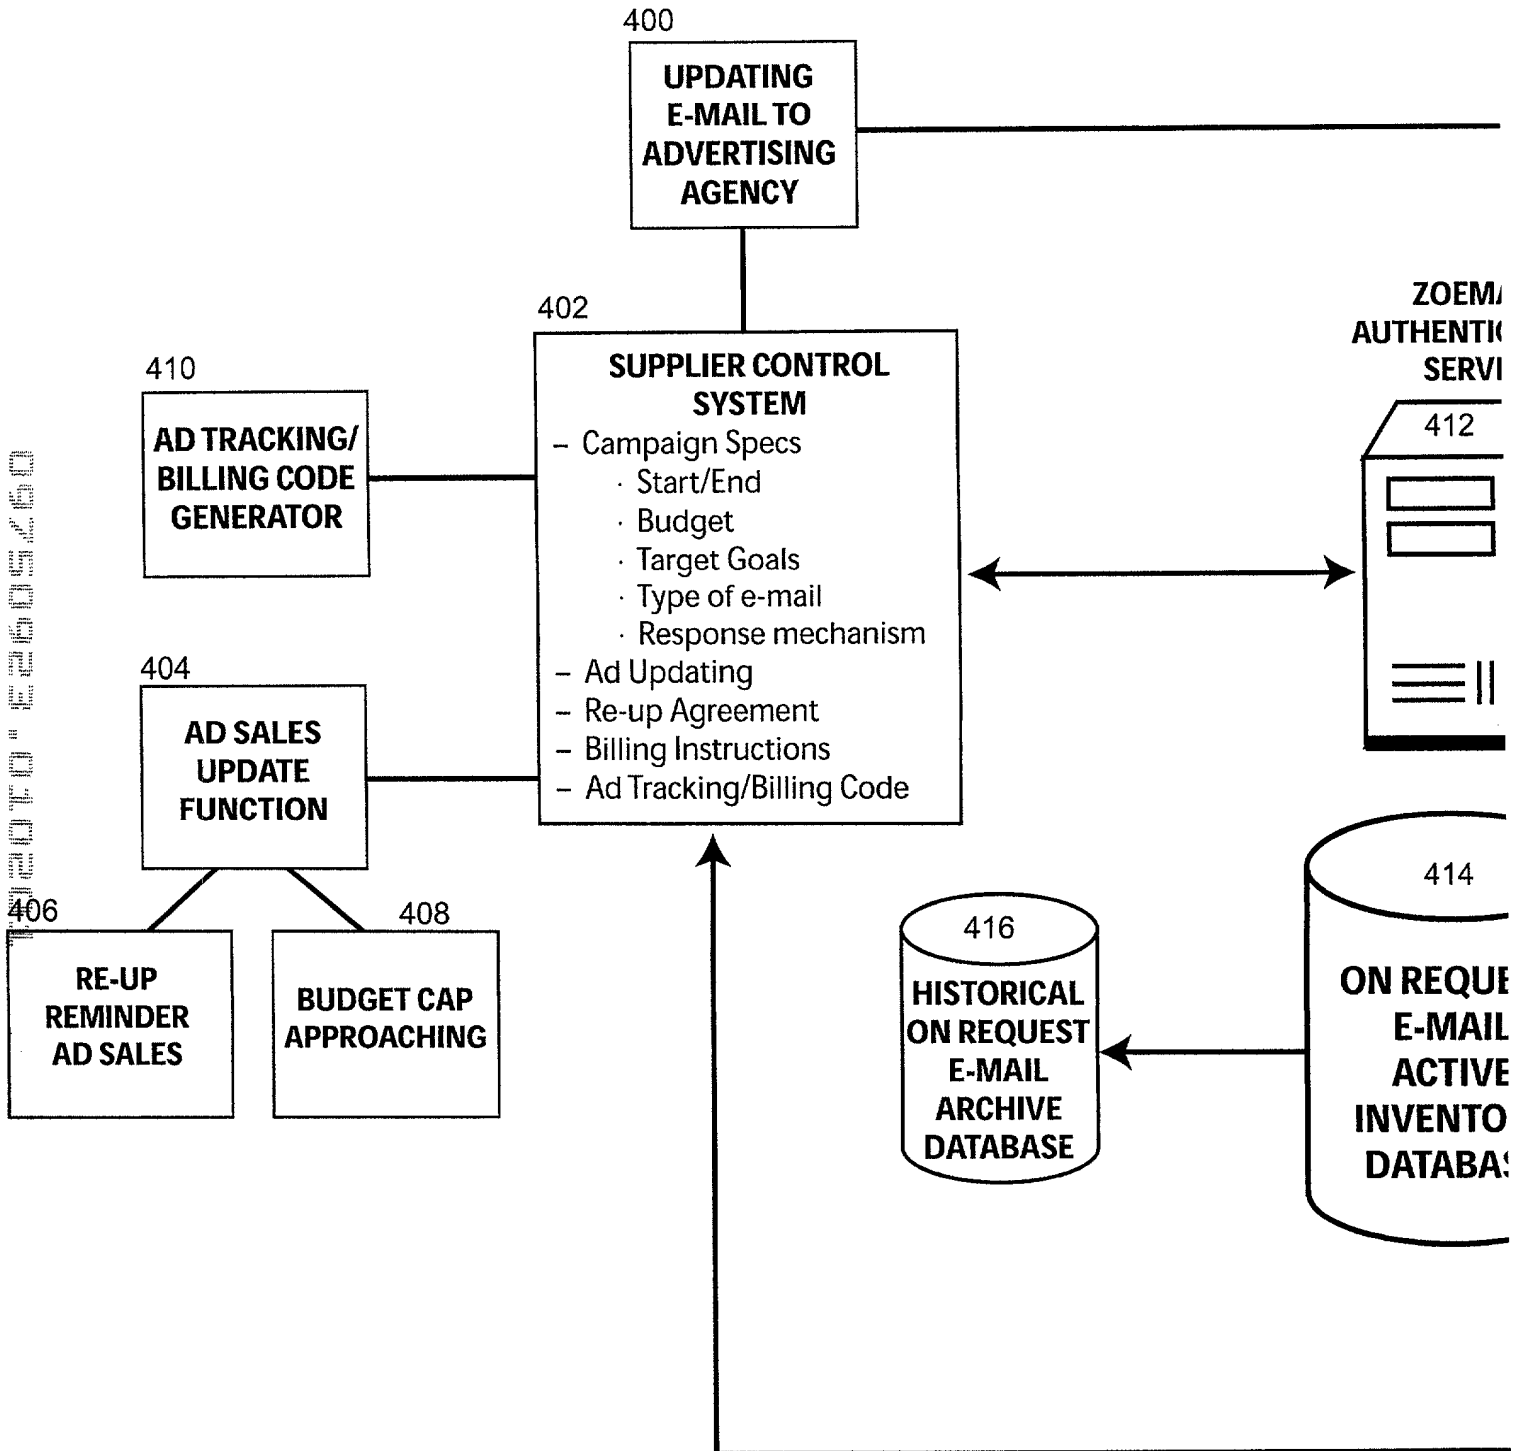 400
UPDATING
E-MAIL TO
ADVERTISING
AGENCY
402
SUPPLIER CONTROL
SYSTEM
– Campaign Specs
· Start/End
· Budget
· Target Goals
· Type of e-mail
· Response mechanism
– Ad Updating
– Re-up Agreement
– Billing Instructions
– Ad Tracking/Billing Code
410
AD TRACKING/
BILLING CODE
GENERATOR
404
AD SALES
UPDATE
FUNCTION
406
RE-UP
REMINDER
AD SALES
408
BUDGET CAP
APPROACHING
412
416
HISTORICAL
ON REQUEST
E-MAIL
ARCHIVE
DATABASE
414
ON
E-MAIL
ACTIVE